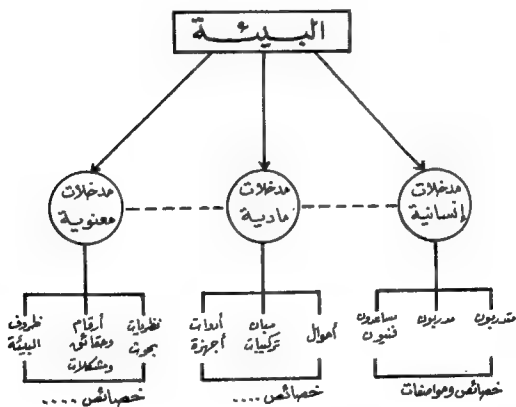 البيئة
مدخلات إنسانية
مدخلات مادية
مدخلات معنوية
متدربون
مدربون
مساعدون فنيون
أموال
مبان تركيبات
أدوات أجهزة
نظريات بحوث
أرقام وحقائق ومشكلات
ظروف البيئة
خصائص ومواصفات
خصائص ....
خصائص ....